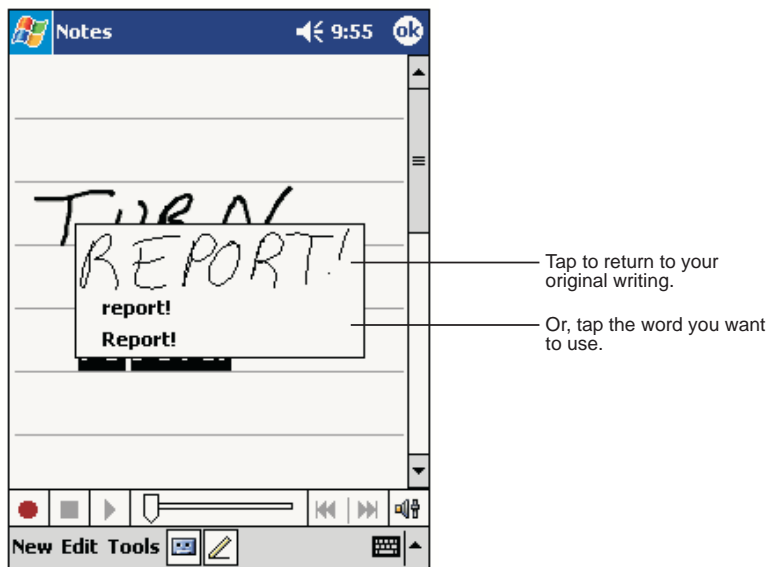 Notes 9:55 ok
TURN
REPORT!
report!
Report!
New Edit Tools
Tap to return to your
original writing.
Or, tap the word you want
to use.